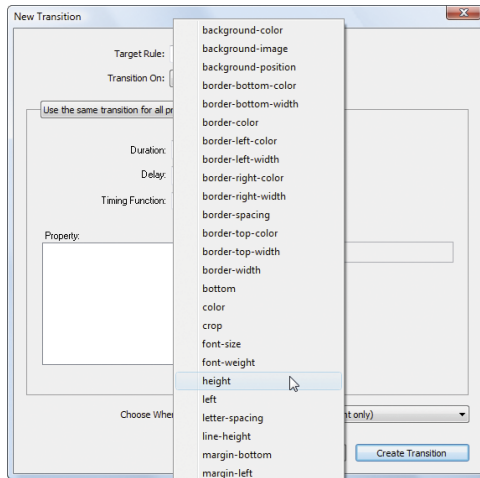 New Transition
Target Rule:
Transition On:
Use the same transition for all
Duration:
Delay:
Timing Function:
Property:
background-color
background-image
background-position
border-bottom-color
border-bottom-width
border-color
border-left-color
border-left-width
border-right-color
border-right-width
border-spacing
border-top-color
border-top-width
border-width
bottom
color
crop
font-size
font-weight
height
left
letter-spacing
line-height
margin-bottom
margin-left
Choose Whe
nt only)
Create Transition